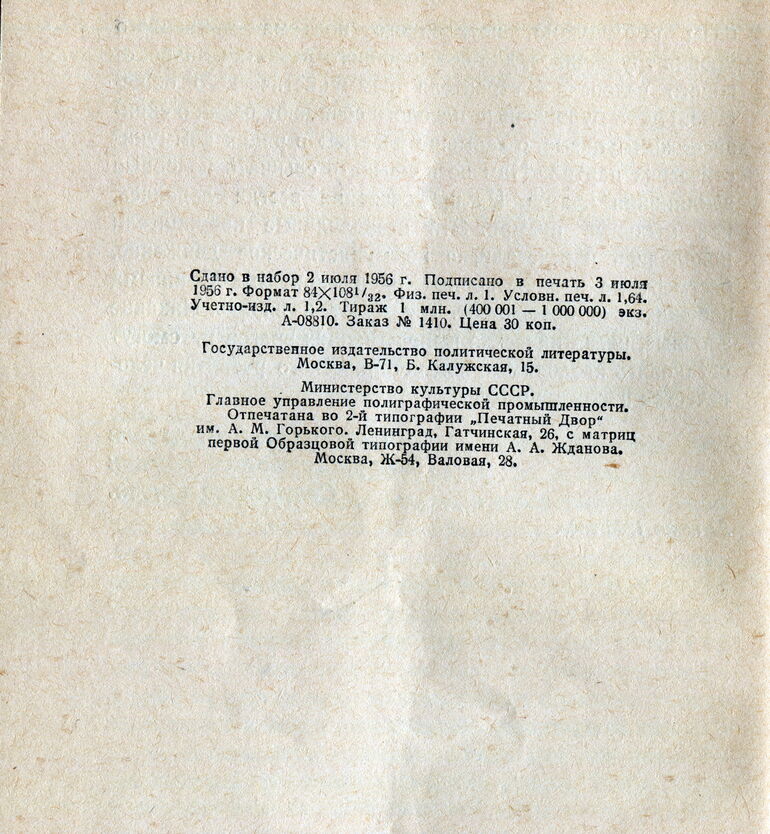 Сдано в набор 2 июля 1956 г. Подписано в печать 3 июля
1956 г. Формат 84×108¹/₃₂. Физ. печ. л. 1. Условн. печ. л. 1,64.
Учетно-изд. л. 1,2. Тираж 1 млн. (400 001 — 1 000 000) экз.
А-08810. Заказ № 1410. Цена 30 коп.
Государственное издательство политической литературы.
Москва, В-71, Б. Калужская, 15.
Министерство культуры СССР.
Главное управление полиграфической промышленности.
Отпечатана во 2-й типографии „Печатный Двор“
им. А. М. Горького. Ленинград, Гатчинская, 26, с матриц
первой Образцовой типографии имени А. А. Жданова.
Москва, Ж-54, Валовая, 28.